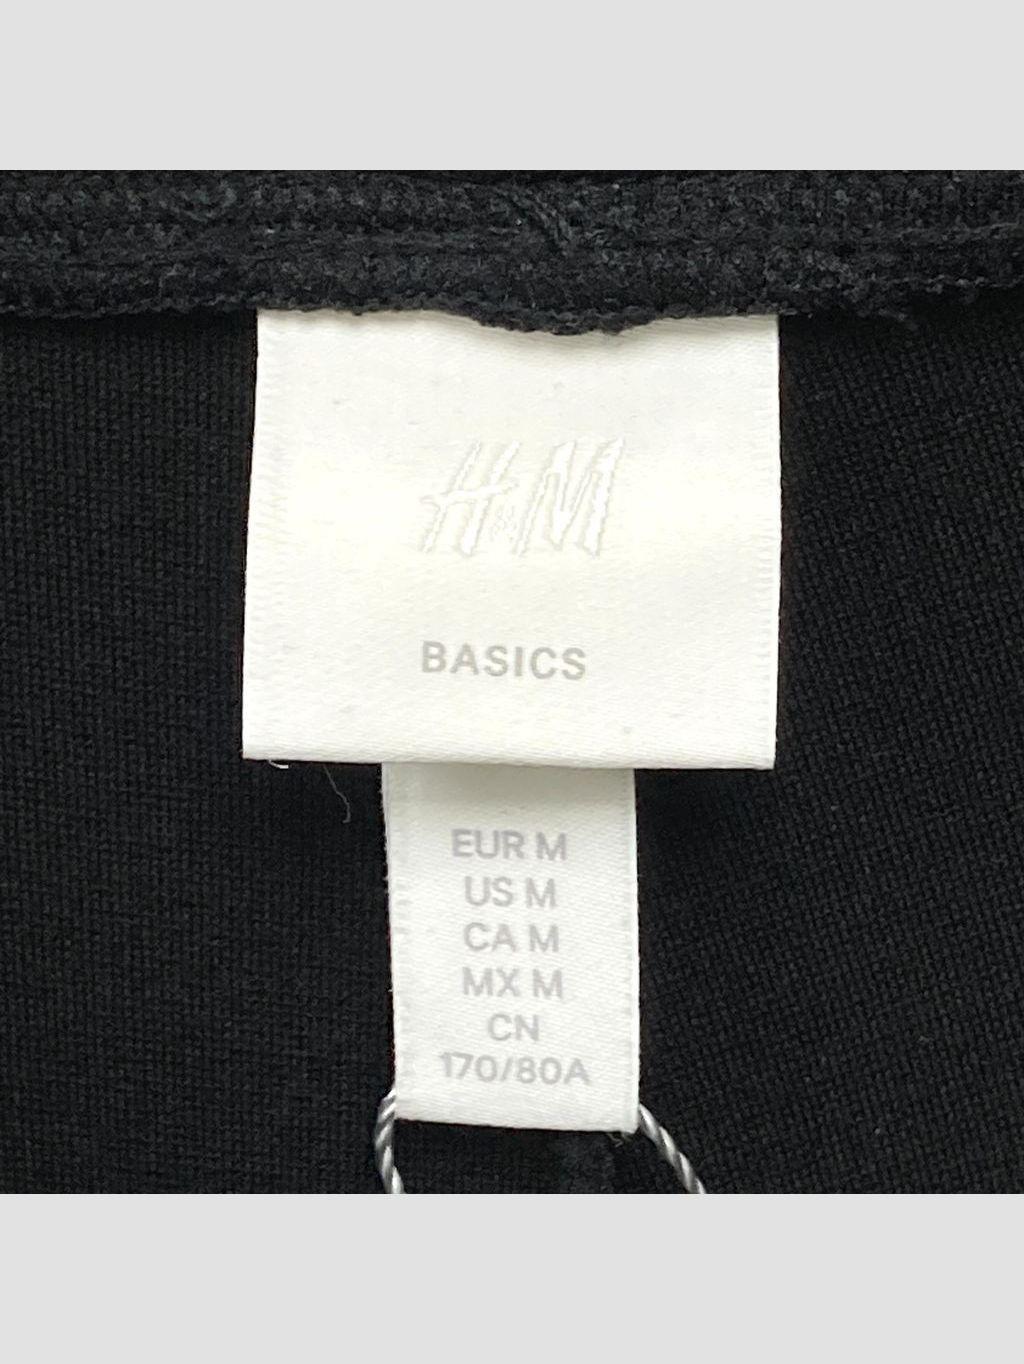 H&M
BASICS
EUR M
US M
CA M
MX M
CN
170/80A